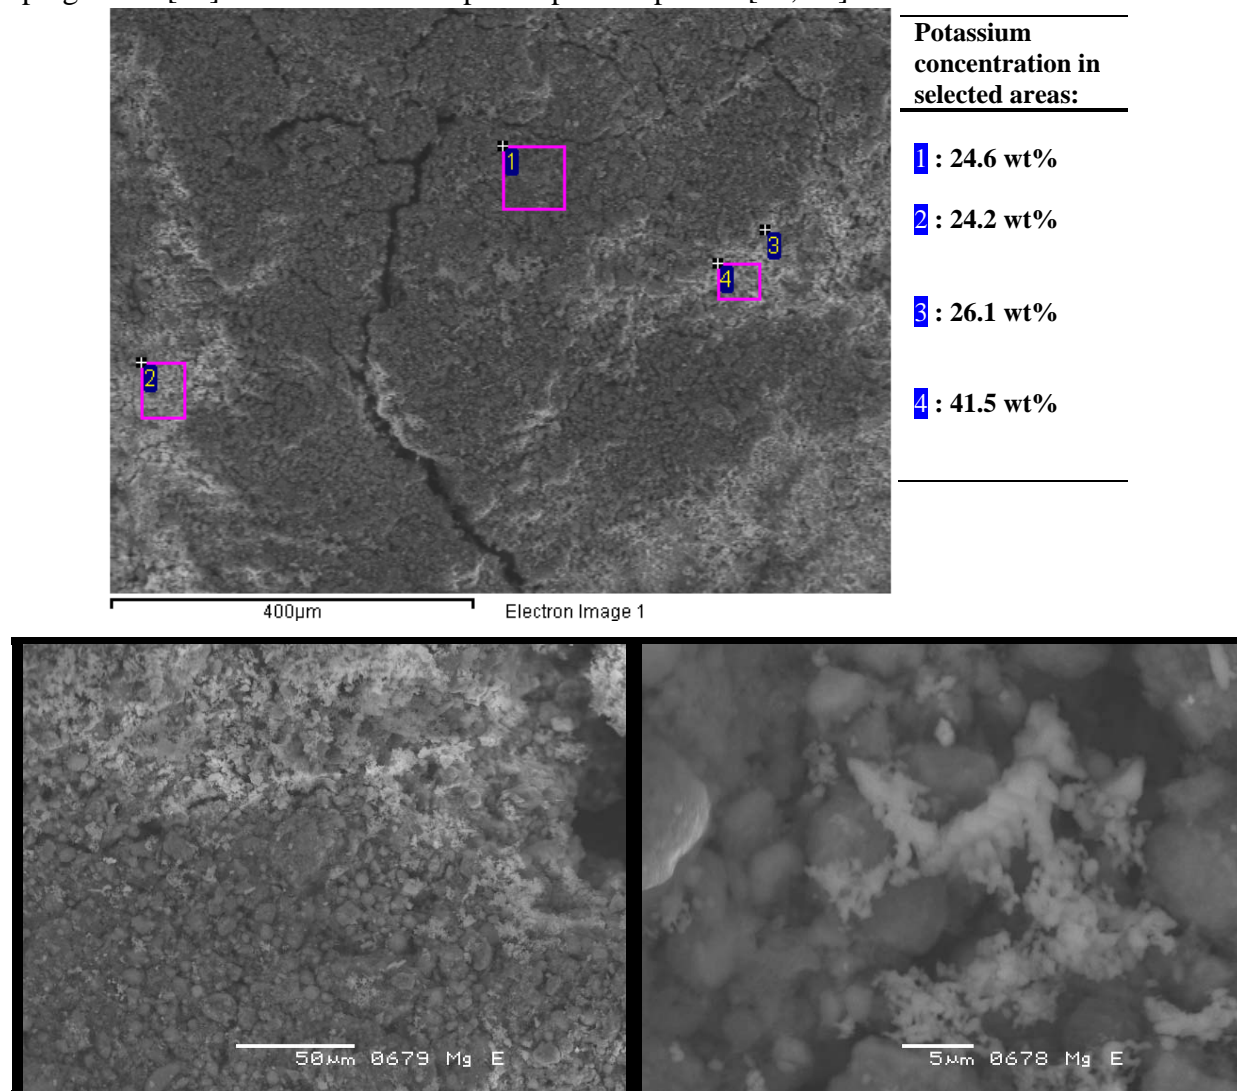 Potassium
concentration in
selected areas:
1 : 24.6 wt%
2 : 24.2 wt%
3 : 26.1 wt%
4 : 41.5 wt%
1
3
4
2
400µm Electron Image 1
50µm 0679 Mg E
5µm 0678 Mg E